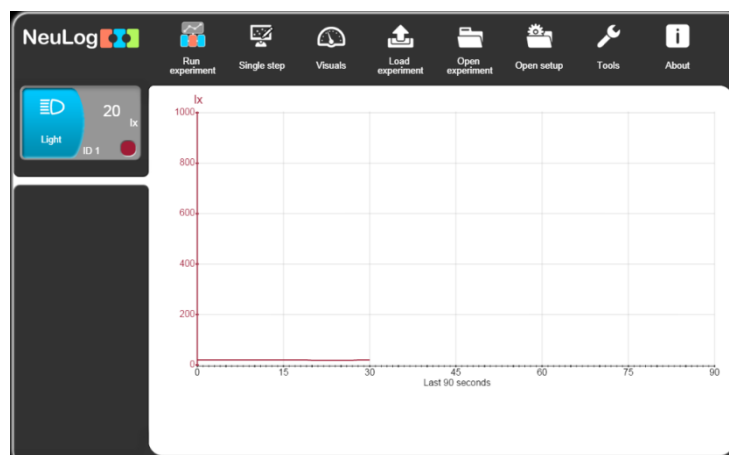 NeuLog
Run experiment
Single step
Visuals
Load experiment
Open experiment
Open setup
Tools
About
20
lx
Light
ID 1
lx
1000
800
600
400
200
0
0 15 30 45 60 75 90
Last 90 seconds